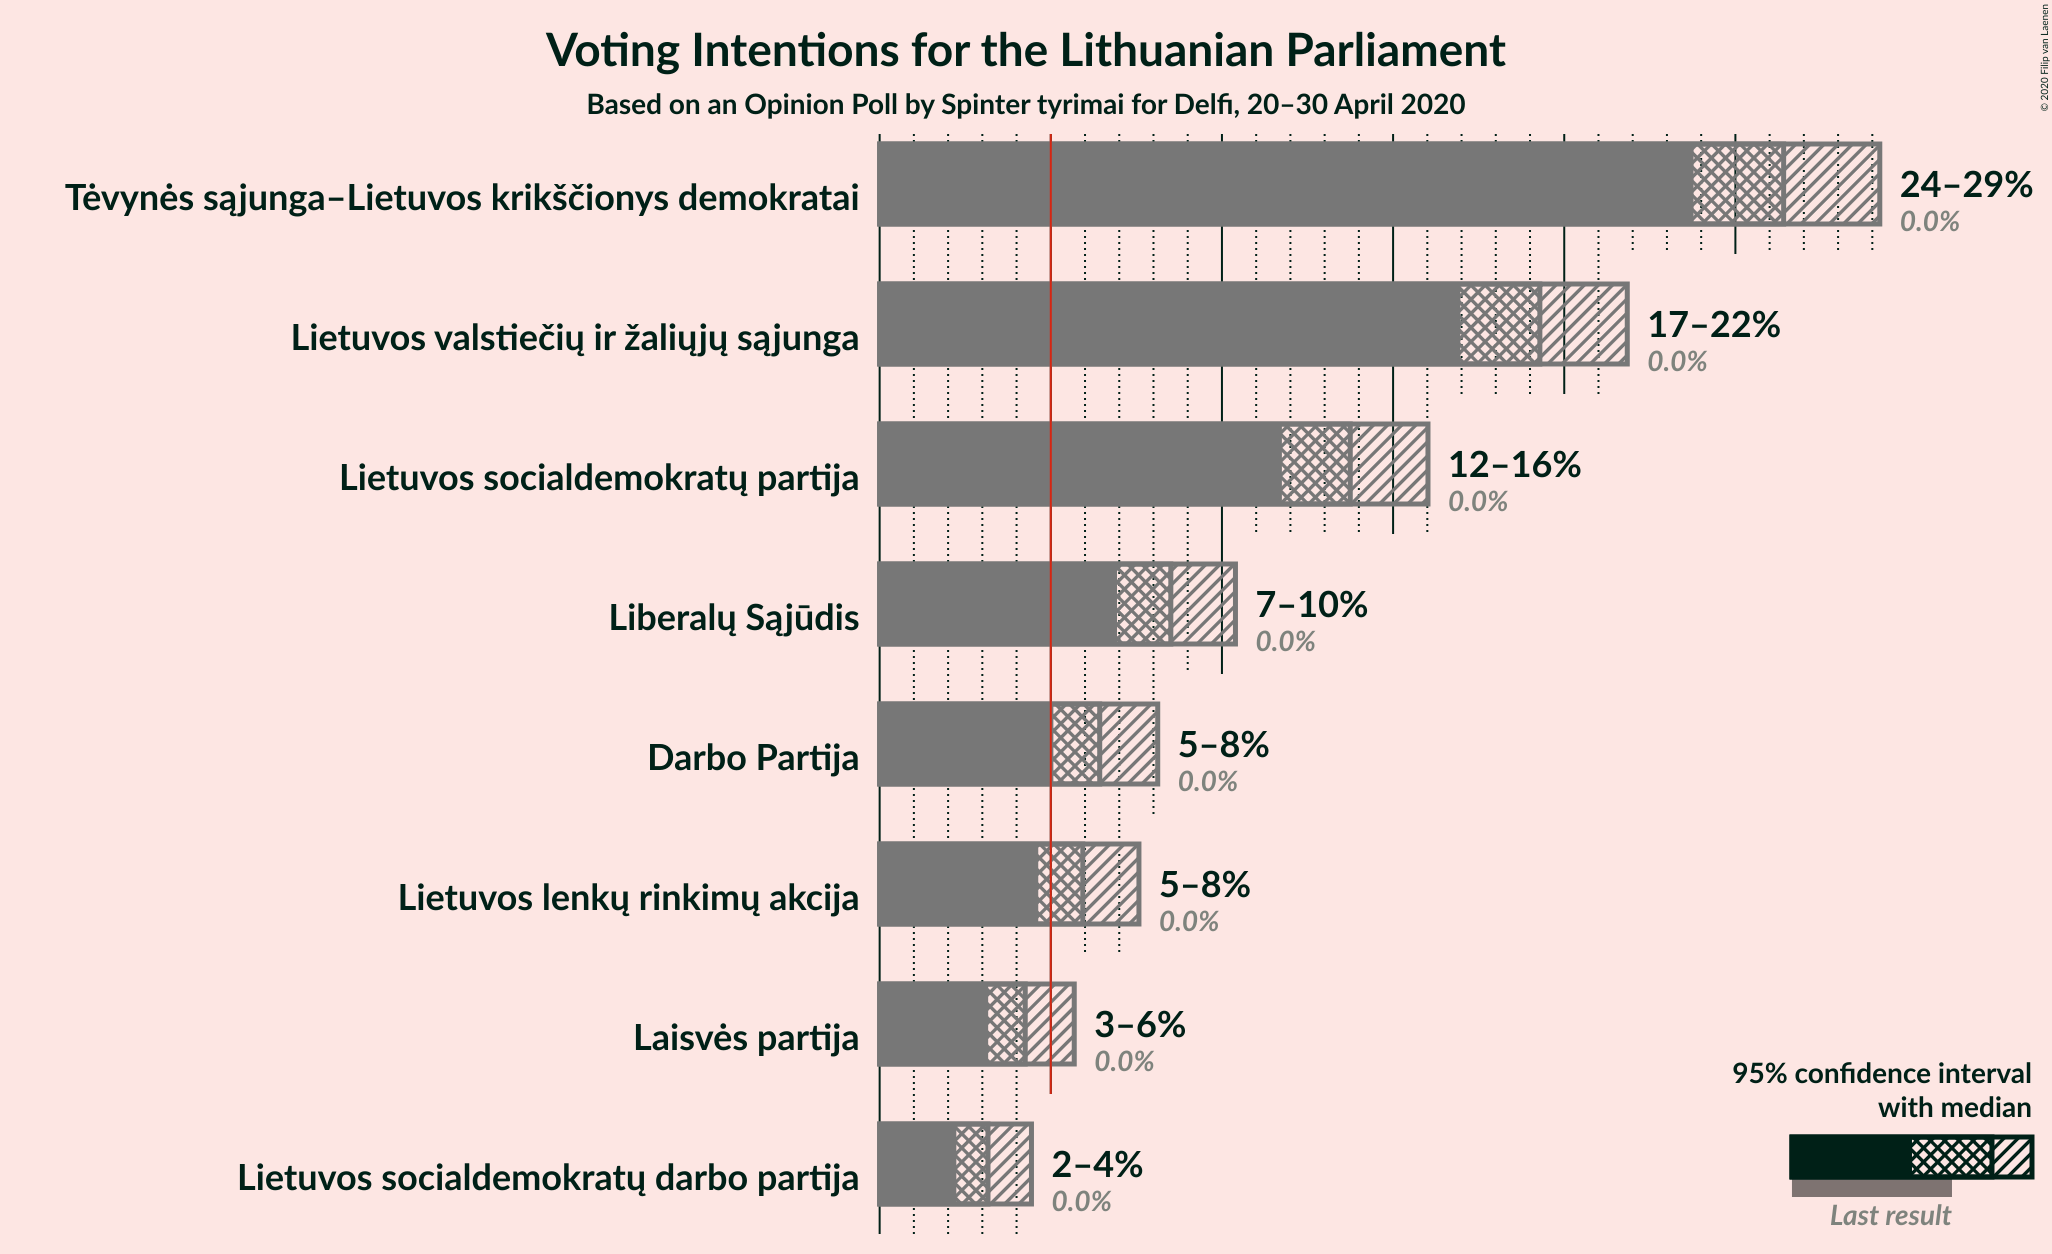 Voting Intentions for the Lithuanian Parliament
Based on an Opinion Poll by Spinter tyrimai for Delfi, 20–30 April 2020
© 2020 Filip van Laenen
Tėvynės sąjunga–Lietuvos krikščionys demokratai
24–29%
0.0%
Lietuvos valstiečių ir žaliųjų sąjunga
17–22%
0.0%
Lietuvos socialdemokratų partija
12–16%
0.0%
Liberalų Sąjūdis
7–10%
0.0%
Darbo Partija
5–8%
0.0%
Lietuvos lenkų rinkimų akcija
5–8%
0.0%
Laisvės partija
3–6%
0.0%
Lietuvos socialdemokratų darbo partija
2–4%
0.0%
95% confidence interval
with median
Last result